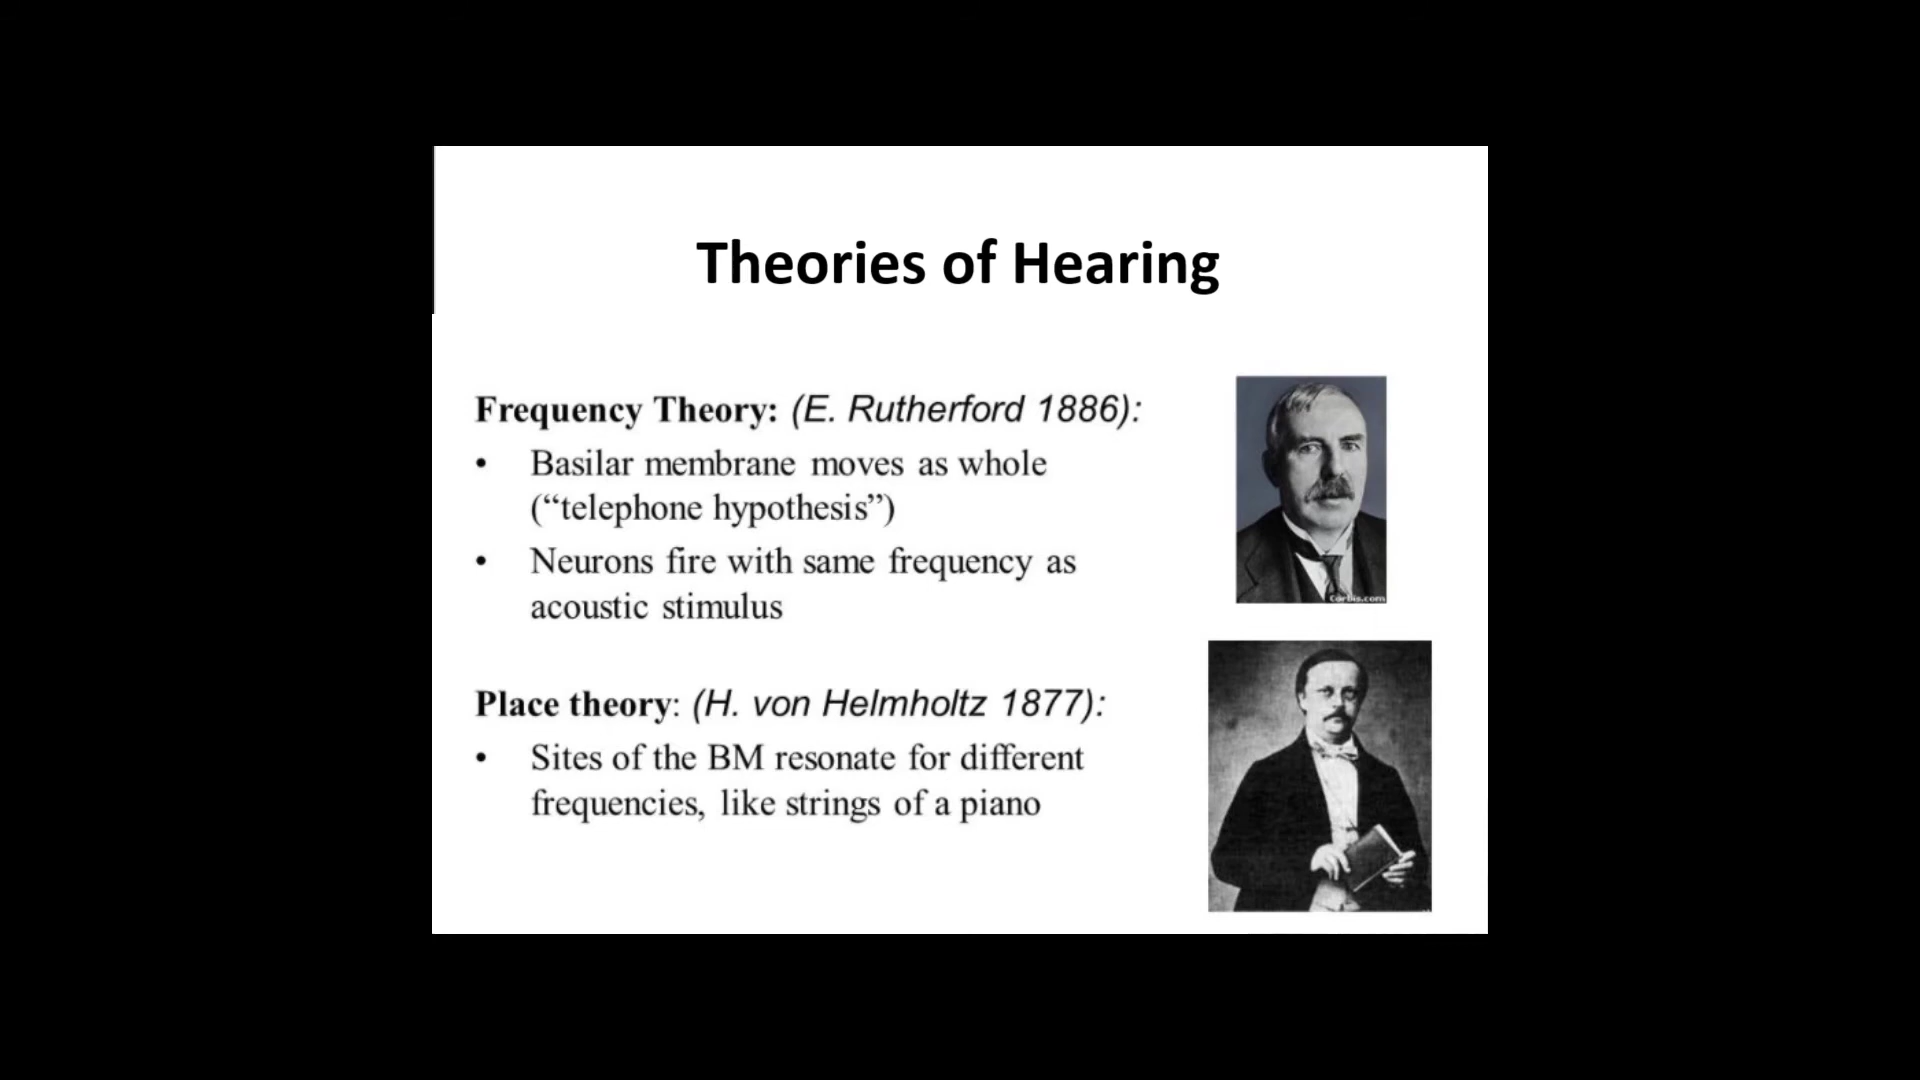 Theories of Hearing
Frequency Theory: (E. Rutherford 1886):
• Basilar membrane moves as whole
(“telephone hypothesis”)
• Neurons fire with same frequency as
acoustic stimulus
Corbis.com
Place theory: (H. von Helmholtz 1877):
• Sites of the BM resonate for different
frequencies, like strings of a piano